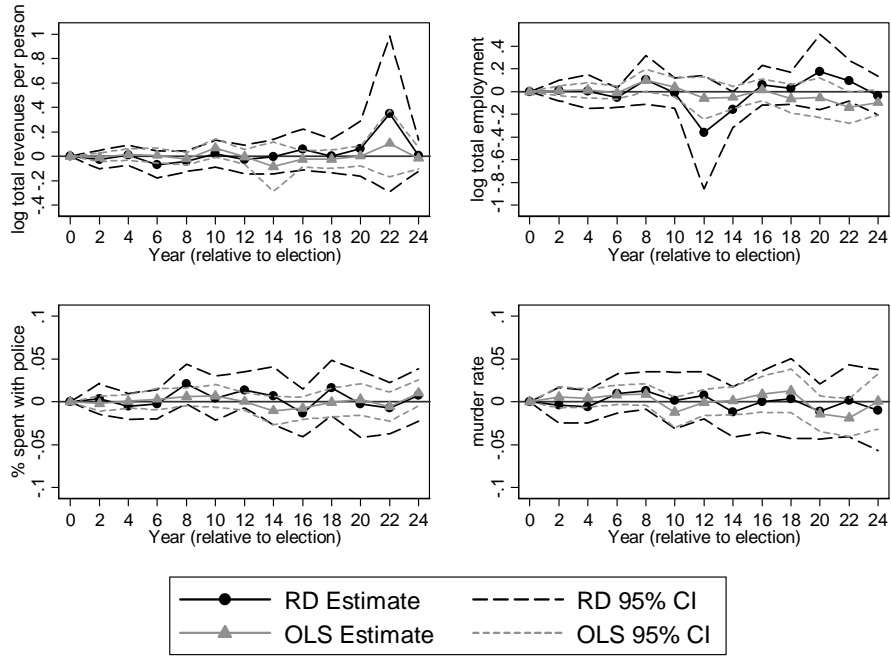 log total revenues per person
-.4 -.2 0 .2 .4 .6 .8 1
0 2 4 6 8 10 12 14 16 18 20 22 24
Year (relative to election)
log total employment
-1 -.8 -.6 -.4 -.2 0 .2 .4
0 2 4 6 8 10 12 14 16 18 20 22 24
Year (relative to election)
% spent with police
-.1 -.05 0 .05 .1
0 2 4 6 8 10 12 14 16 18 20 22 24
Year (relative to election)
murder rate
-.1 -.05 0 .05 .1
0 2 4 6 8 10 12 14 16 18 20 22 24
Year (relative to election)
RD Estimate
RD 95% CI
OLS Estimate
OLS 95% CI